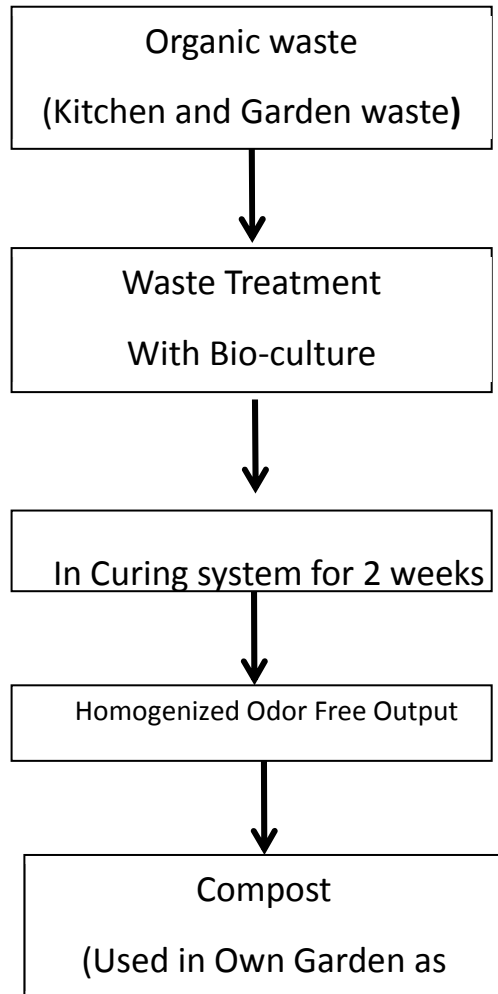 Organic waste
(Kitchen and Garden waste)
Waste Treatment
With Bio-culture
In Curing system for 2 weeks
Homogenized Odor Free Output
Compost
(Used in Own Garden as